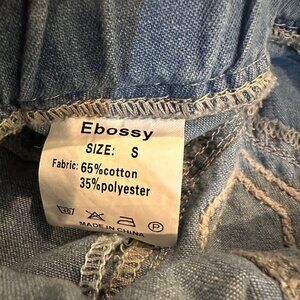 Ebossy
SIZE: S
Fabric: 65%cotton
35%polyester
P
MADE IN CHINA